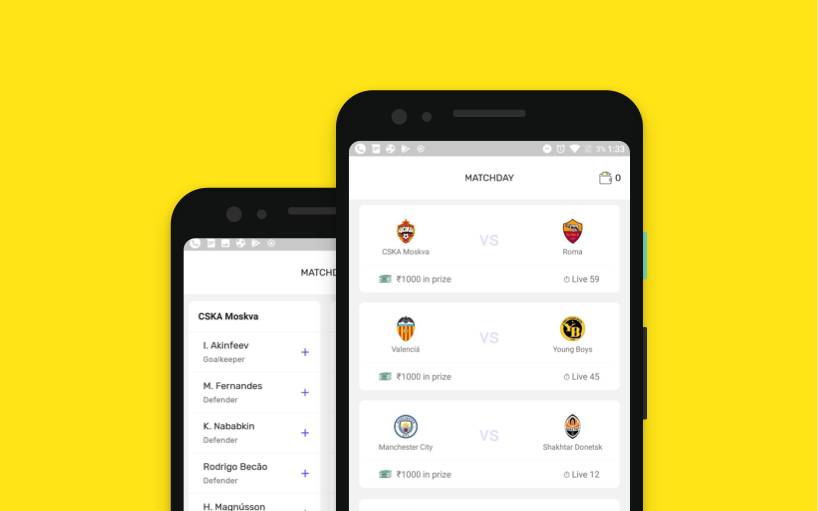 3% 1:33
MATCHDAY
0
CSKA Moskva
VS
Roma
₹1000 in prize
Live 59
Valenciá
VS
Young Boys
₹1000 in prize
Live 45
Manchester City
VS
Shakhtar Donetsk
₹1000 in prize
Live 12
MATCHD
CSKA Moskva
I. Akinfeev
Goalkeeper
M. Fernandes
Defender
K. Nababkin
Defender
Rodrigo Becão
Defender
H. Magnússon